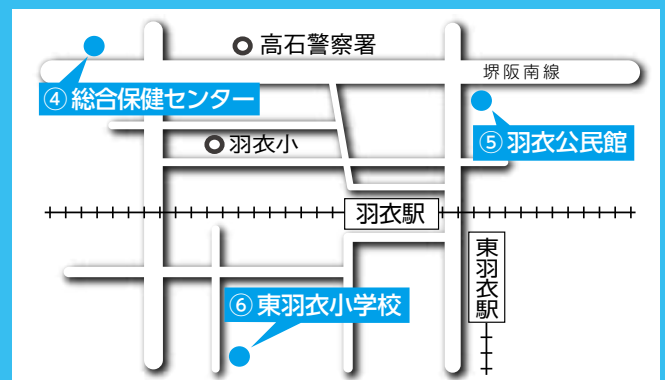 高石警察署
堺阪南線
④総合保健センター
⑤羽衣公民館
羽衣小
羽衣駅
東羽衣駅
⑥東羽衣小学校